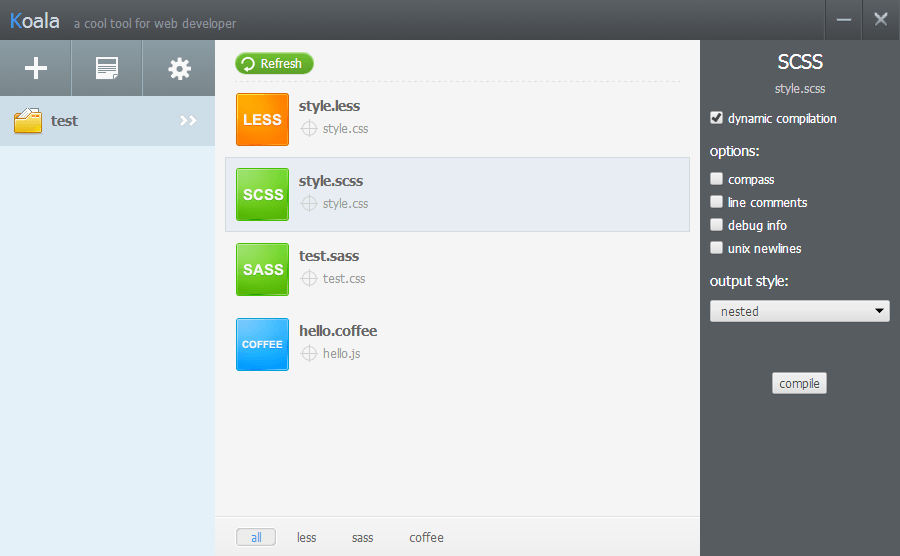 Koala a cool tool for web developer
test
Refresh
LESS
style.less
style.css
SCSS
style.scss
style.css
SASS
test.sass
test.css
COFFEE
hello.coffee
hello.js
all less sass coffee
SCSS
style.scss
dynamic compilation
options:
compass
line comments
debug info
unix newlines
output style:
nested
compile